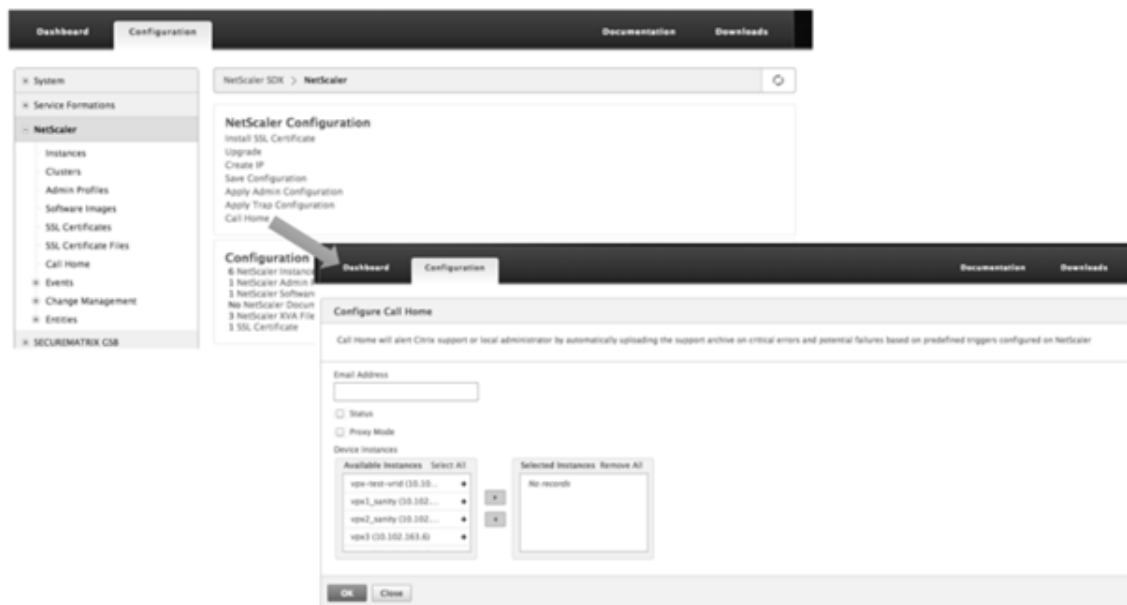 Dashboard
Configuration
Documentation
Downloads
System
Service Formations
NetScaler
Instances
Clusters
Admin Profiles
Software Images
SSL Certificates
SSL Certificate Files
Call Home
Events
Change Management
Entities
SECUREMATRIX GSB
NetScaler SDX > NetScaler
NetScaler Configuration
Install SSL Certificate
Upgrade
Create IP
Save Configuration
Apply Admin Configuration
Apply Trap Configuration
Call Home
Configuration
6 NetScaler Instance
1 NetScaler Admin
1 NetScaler Software
No NetScaler Docum
3 NetScaler XVA File
1 SSL Certificate
Dashboard
Configuration
Documentation
Downloads
Configure Call Home
Call Home will alert Citrix support or local administrator by automatically uploading the support archive on critical errors and potential failures based on predefined triggers configured on NetScaler
Email Address
Status
Proxy Mode
Device Instances
Available Instances Select All
vpx-test-vrid (10.10...
vpx1_sanity (10.102....
vpx2_sanity (10.102....
vpx3 (10.102.163.6)
Selected Instances Remove All
No records
OK
Close